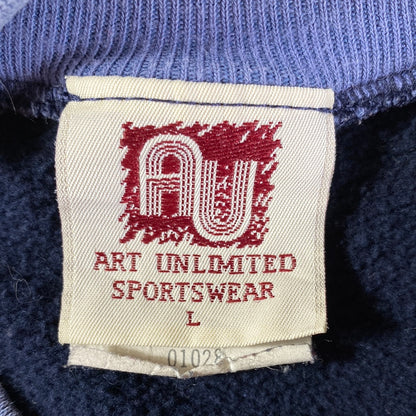 AU
ART UNLIMITED
SPORTSWEAR
L
01028